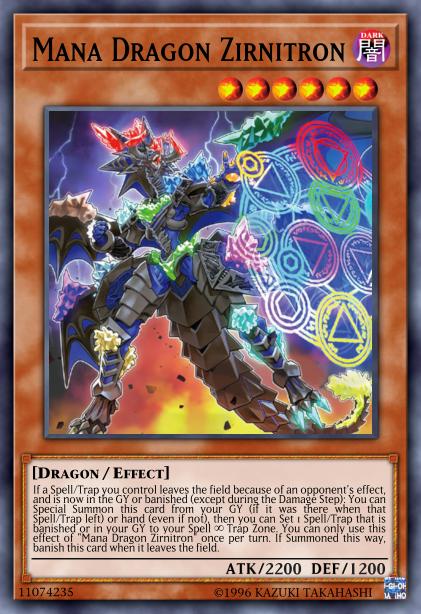 MANA DRAGON ZIRNITRON
DARK
闇
[DRAGON / EFFECT]
If a Spell/Trap you control leaves the field because of an opponent's effect,
and is now in the GY or banished (except during the Damage Step): You can
Special Summon this card from your GY (if it was there when that
Spell/Trap left) or hand (even if not), then you can Set 1 Spell/Trap that is
banished or in your GY to your Spell ∞ Trap Zone. You can only use this
effect of "Mana Dragon Zirnitron" once per turn. If Summoned this way,
banish this card when it leaves the field.
ATK/2200 DEF/1200
11074235 ©1996 KAZUKI TAKAHASHI